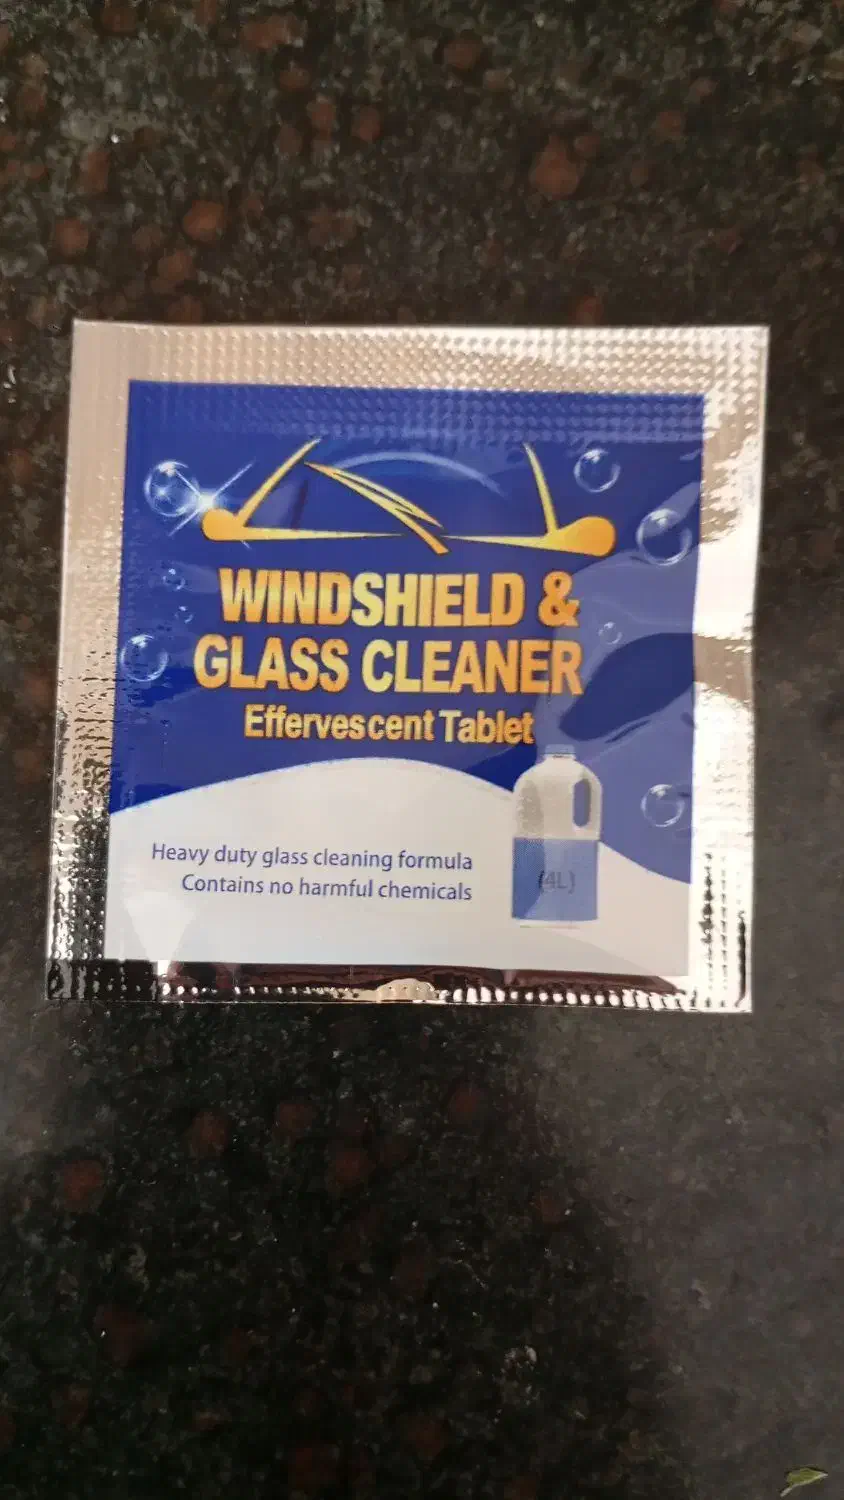 WINDSHIELD &
GLASS CLEANER
Effervescent Tablet
Heavy duty glass cleaning formula
Contains no harmful chemicals
(4L)